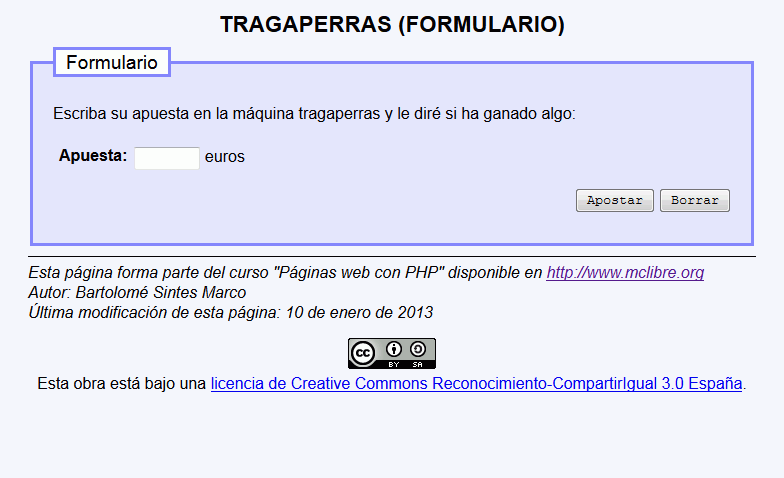 TRAGAPERRAS (FORMULARIO)
Formulario
Escriba su apuesta en la máquina tragaperras y le diré si ha ganado algo:
Apuesta: euros
Apostar Borrar
Esta página forma parte del curso "Páginas web con PHP" disponible en http://www.mclibre.org
Autor: Bartolomé Sintes Marco
Última modificación de esta página: 10 de enero de 2013
cc BY SA
Esta obra está bajo una licencia de Creative Commons Reconocimiento-CompartirIgual 3.0 España.